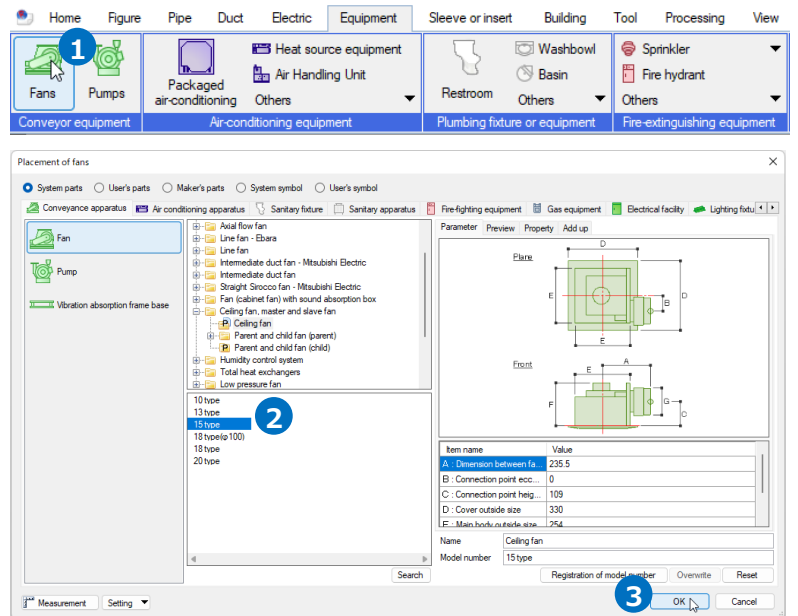 Home Figure Pipe Duct Electric Equipment Sleeve or insert Building Tool Processing View
1
Fans
Pumps
Conveyor equipment
Packaged
air-conditioning
Heat source equipment
Air Handling Unit
Others
Air-conditioning equipment
Restroom
Washbowl
Basin
Others
Plumbing fixture or equipment
Sprinkler
Fire hydrant
Others
Fire-extinguishing equipment
Placement of fans
System parts User's parts Maker's parts System symbol User's symbol
Conveyance apparatus Air conditioning apparatus Sanitary fixture Sanitary apparatus Fire-fighting equipment Gas equipment Electrical facility Lighting fixtu
Fan
Pump
Vibration absorption frame base
Axial flow fan
Line fan - Ebara
Line fan
Intermediate duct fan - Mitsubishi Electric
Intermediate duct fan
Straight Sirocco fan - Mitsubishi Electric
Fan (cabinet fan) with sound absorption box
Ceiling fan, master and slave fan
P Ceiling fan
Parent and child fan (parent)
P Parent and child fan (child)
Humidity control system
Total heat exchangers
Low pressure fan
10 type
13 type
15 type
18 type(φ100)
18 type
20 type
2
Search
Parameter Preview Property Add up
Plane
D
E
B
D
E
Front
E
A
F
G
C
Item name Value
A : Dimension between fa... 235.5
B : Connection point ecc... 0
C : Connection point heig... 109
D : Cover outside size 330
E : Main body outside size 254
Name Ceiling fan
Model number 15 type
Registration of model number Overwrite Reset
3
Measurement Setting
OK Cancel